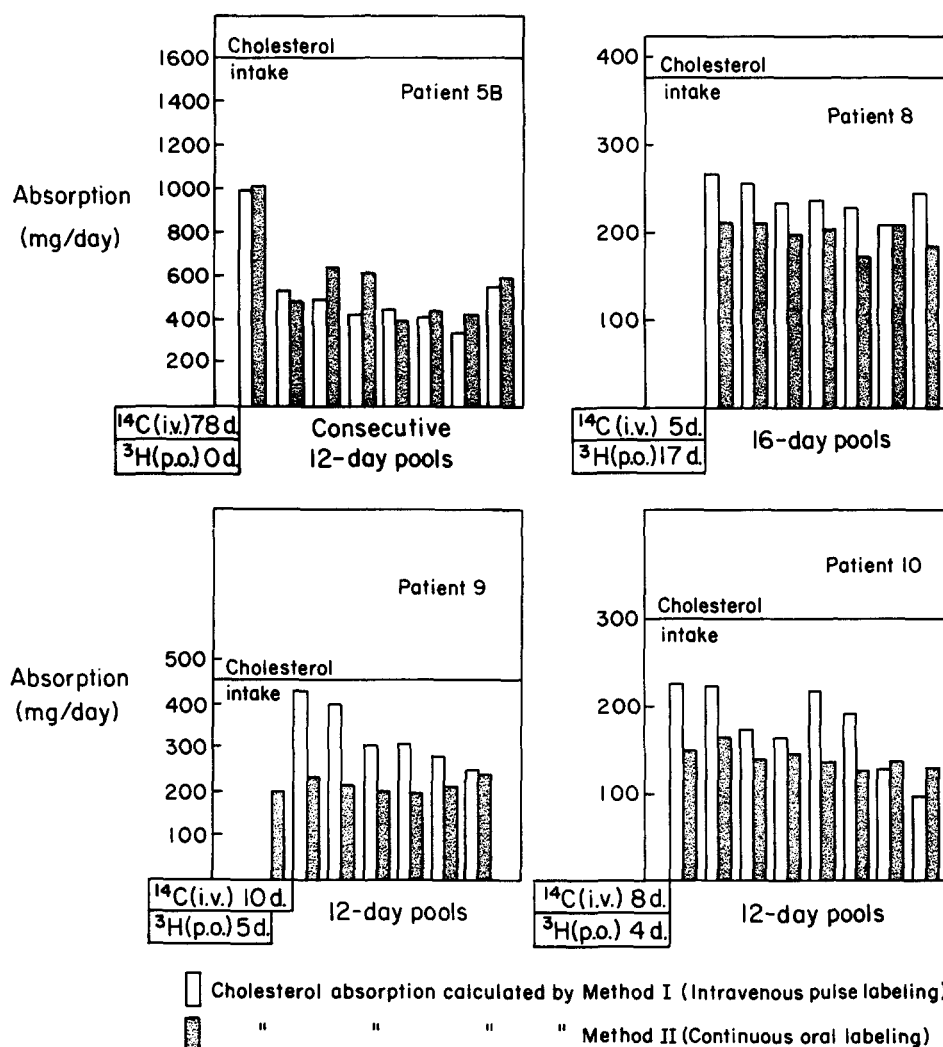 Absorption
(mg/day)
1600
1400
1200
1000
800
600
400
200
Cholesterol
intake
Patient 5B
¹⁴C (i.v.) 78 d.
³H (p.o.) 0 d.
Consecutive
12-day pools
400
300
200
100
Cholesterol
intake
Patient 8
¹⁴C (i.v.) 5 d.
³H (p.o.) 17 d.
16-day pools
Absorption
(mg/day)
500
400
300
200
100
Patient 9
Cholesterol
intake
¹⁴C (i.v.) 10 d.
³H (p.o.) 5 d.
12-day pools
300
200
100
Patient 10
Cholesterol
intake
¹⁴C (i.v.) 8 d.
³H (p.o.) 4 d.
12-day pools
Cholesterol absorption calculated by Method I (Intravenous pulse labeling)
" " " " Method II (Continuous oral labeling)